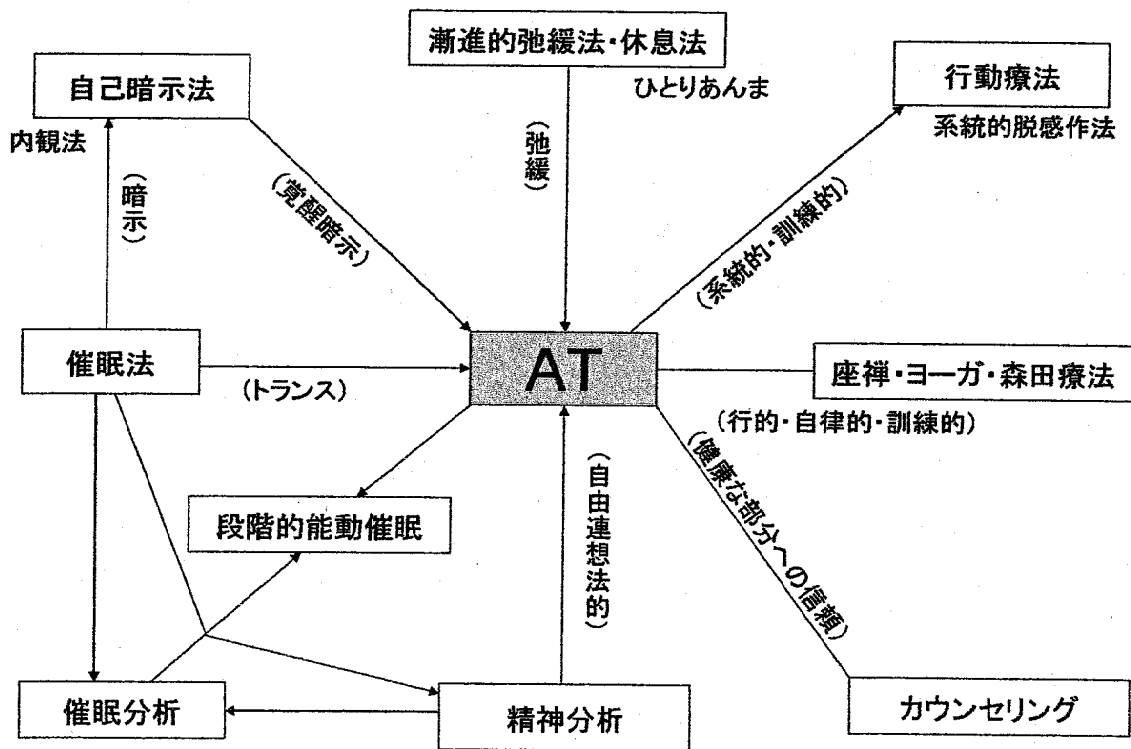 漸進的弛緩法・休息法
ひとりあんま
自己暗示法
内観法
行動療法
系統的脱感作法
(暗示)
(覚醒暗示)
(弛緩)
(系統的・訓練的)
催眠法
(トランス)
AT
座禅・ヨーガ・森田療法
(行的・自律的・訓練的)
段階的能動催眠
(自由連想法的)
(健康な部分への信頼)
催眠分析
精神分析
カウンセリング